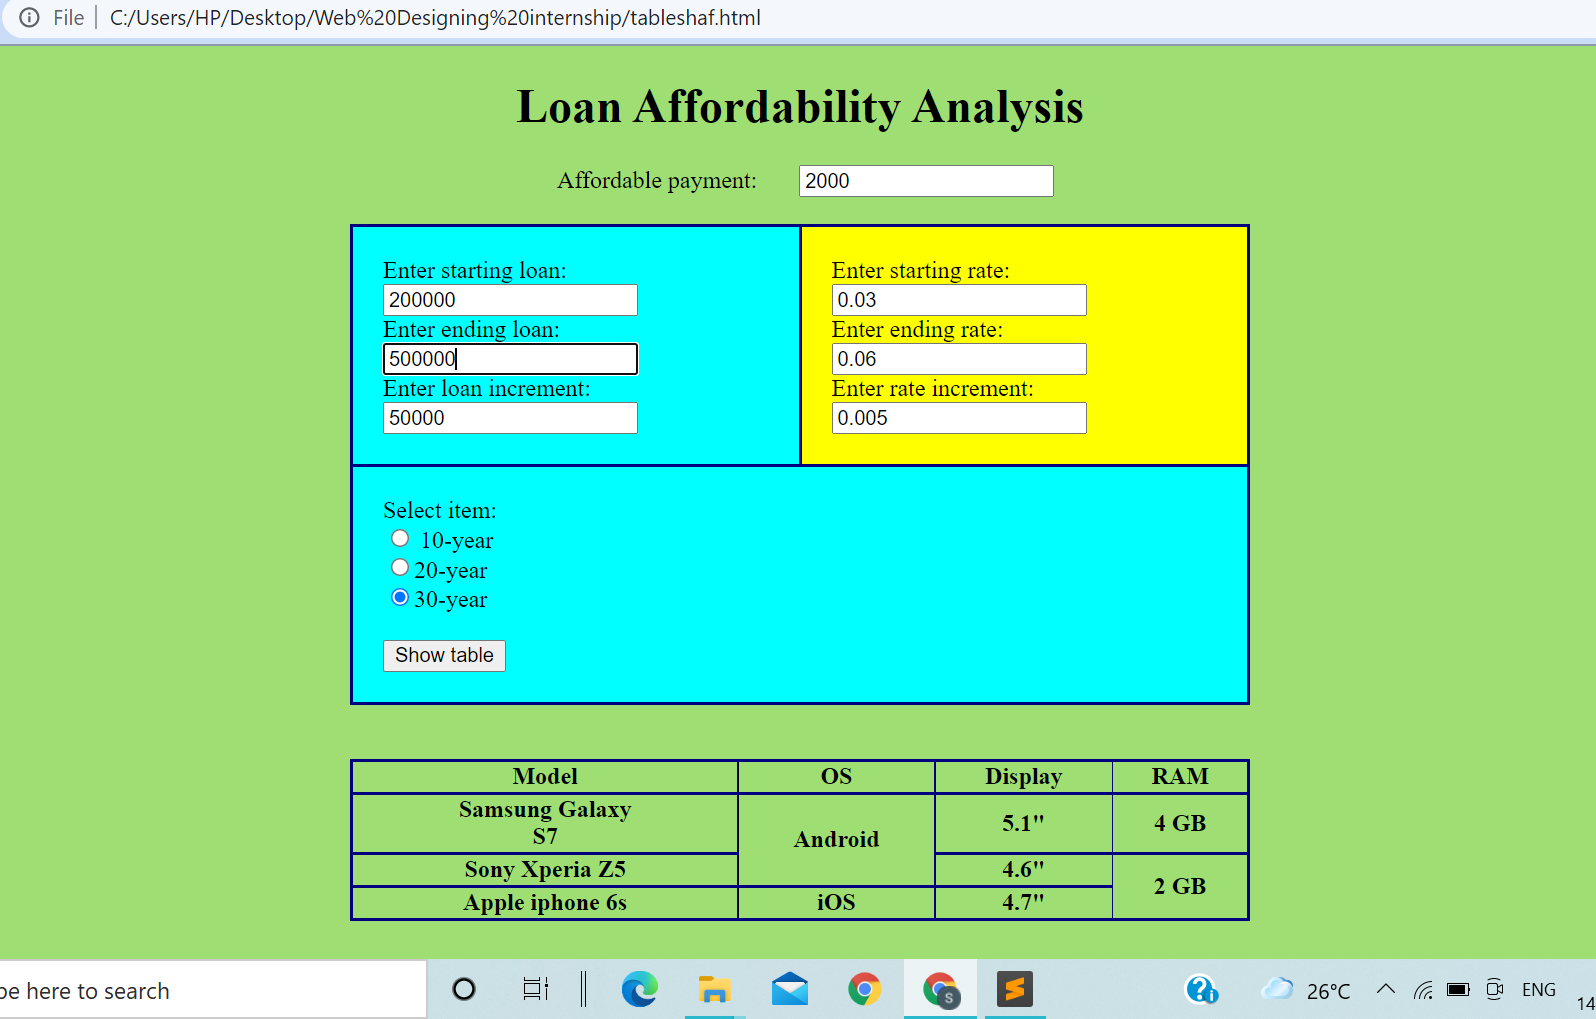 File C:/Users/HP/Desktop/Web%20Designing%20internship/tableshaf.html
Loan Affordability Analysis
Affordable payment: 2000
Enter starting loan:
200000
Enter ending loan:
500000
Enter loan increment:
50000
Enter starting rate:
0.03
Enter ending rate:
0.06
Enter rate increment:
0.005
Select item:
10-year
20-year
30-year
Show table
Model OS Display RAM
Samsung Galaxy
S7
Android
5.1"
4 GB
Sony Xperia Z5
4.6"
2 GB
Apple iphone 6s
iOS
4.7"
pe here to search
S
26°C
ENG
14